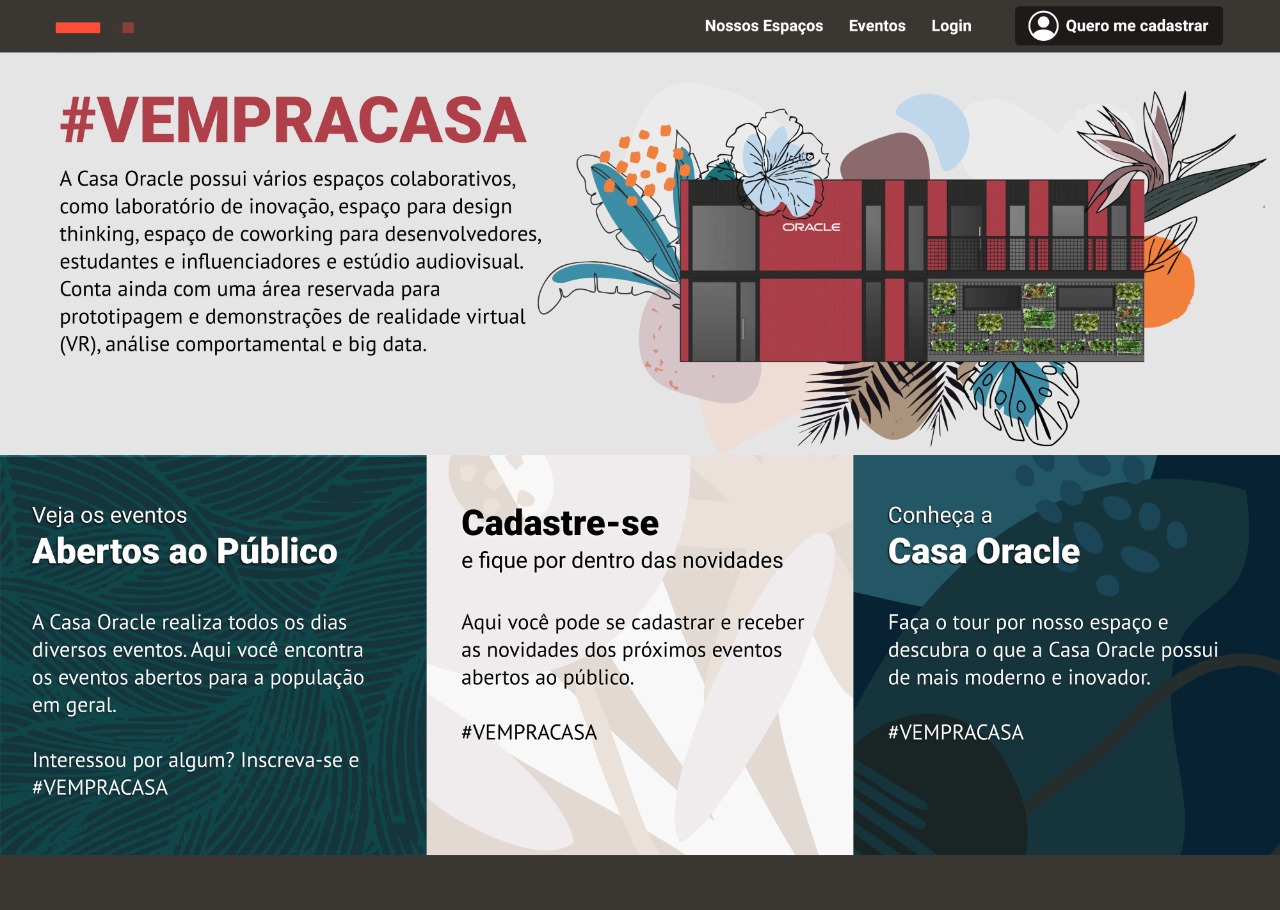 Nossos Espaços
Eventos
Login
Quero me cadastrar
#VEMPRACASA
A Casa Oracle possui vários espaços colaborativos,
como laboratório de inovação, espaço para design
thinking, espaço de coworking para desenvolvedores,
estudantes e influenciadores e estúdio audiovisual.
Conta ainda com uma área reservada para
prototipagem e demonstrações de realidade virtual
(VR), análise comportamental e big data.
ORACLE
Veja os eventos
Abertos ao Público
A Casa Oracle realiza todos os dias
diversos eventos. Aqui você encontra
os eventos abertos para a população
em geral.
Interessou por algum? Inscreva-se e
#VEMPRACASA
Cadastre-se
e fique por dentro das novidades
Aqui você pode se cadastrar e receber
as novidades dos próximos eventos
abertos ao público.
#VEMPRACASA
Conheça a
Casa Oracle
Faça o tour por nosso espaço e
descubra o que a Casa Oracle possui
de mais moderno e inovador.
#VEMPRACASA